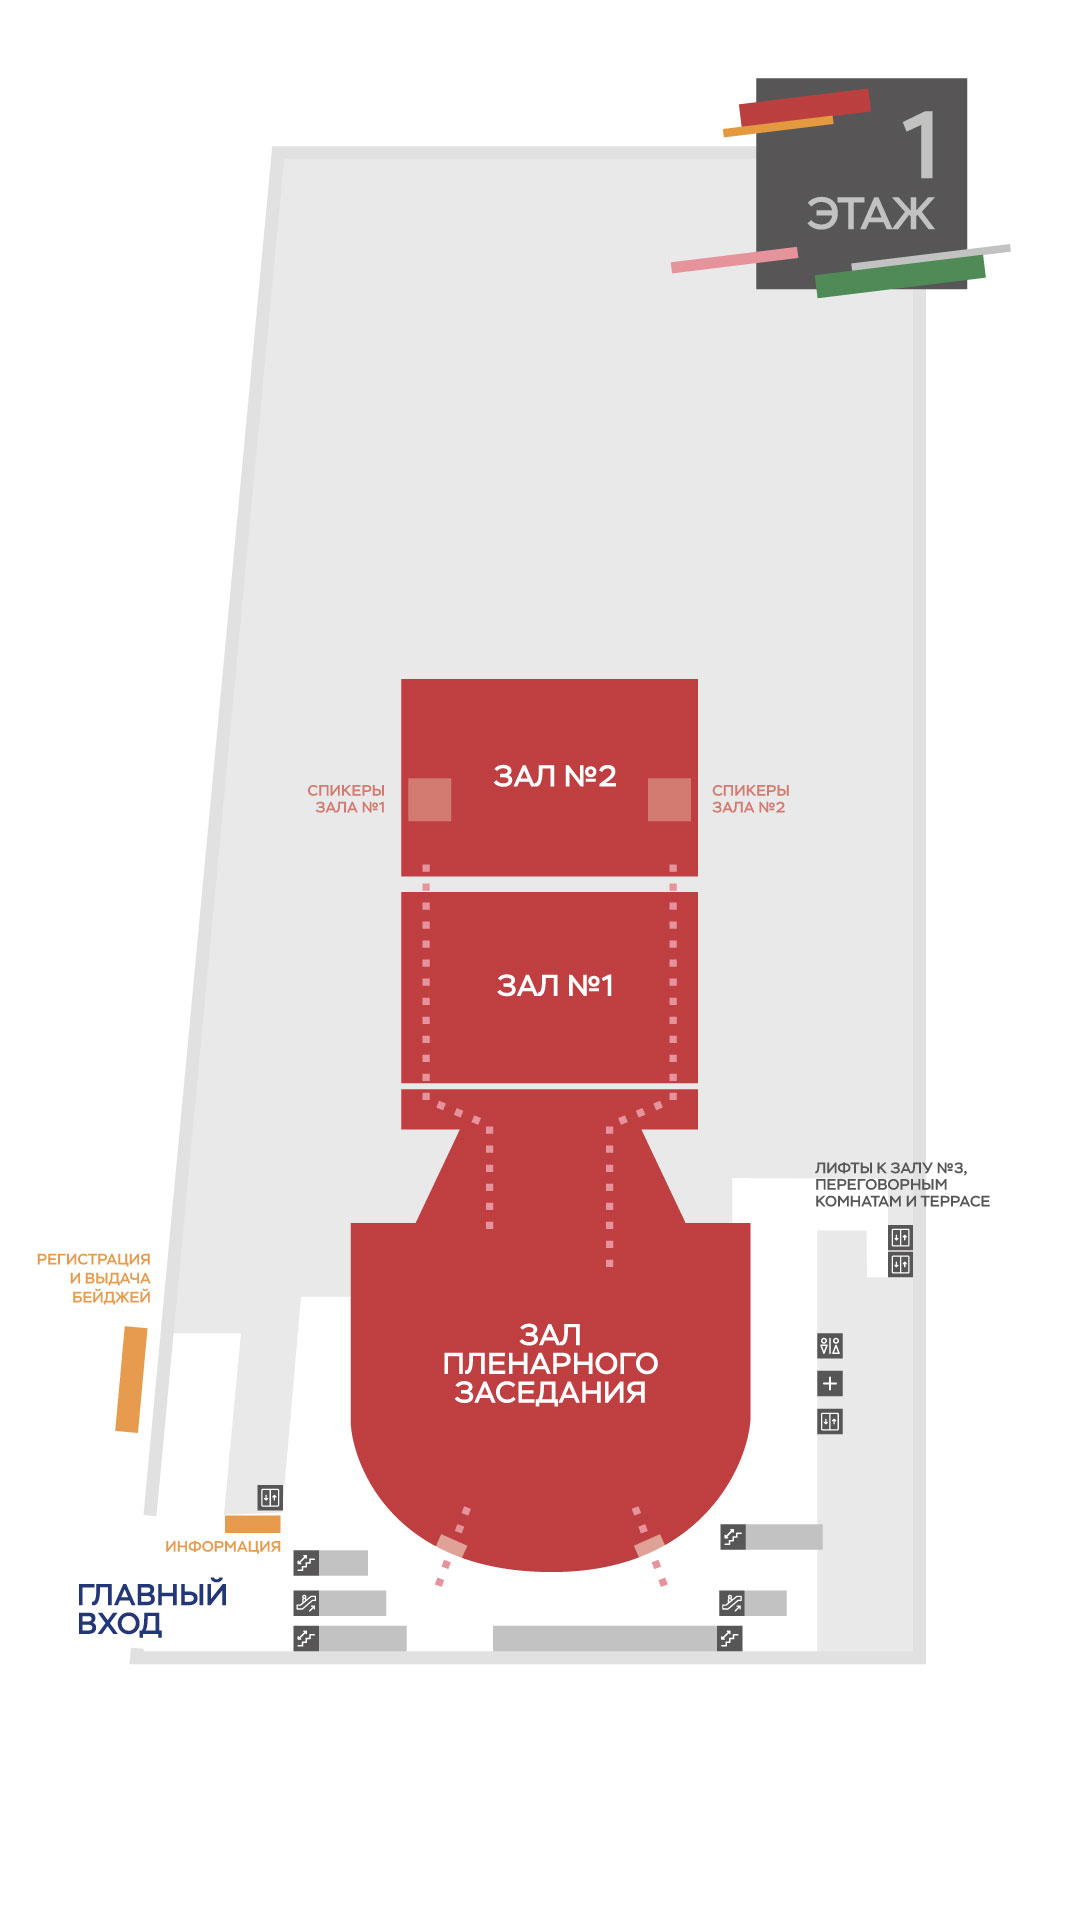 1
ЭТАЖ
ЗАЛ №2
СПИКЕРЫ
ЗАЛА №1
СПИКЕРЫ
ЗАЛА №2
ЗАЛ №1
ЛИФТЫ К ЗАЛУ №3,
ПЕРЕГОВОРНЫМ
КОМНАТАМ И ТЕРРАСЕ
РЕГИСТРАЦИЯ
И ВЫДАЧА
БЕЙДЖЕЙ
ЗАЛ
ПЛЕНАРНОГО
ЗАСЕДАНИЯ
ИНФОРМАЦИЯ
ГЛАВНЫЙ
ВХОД